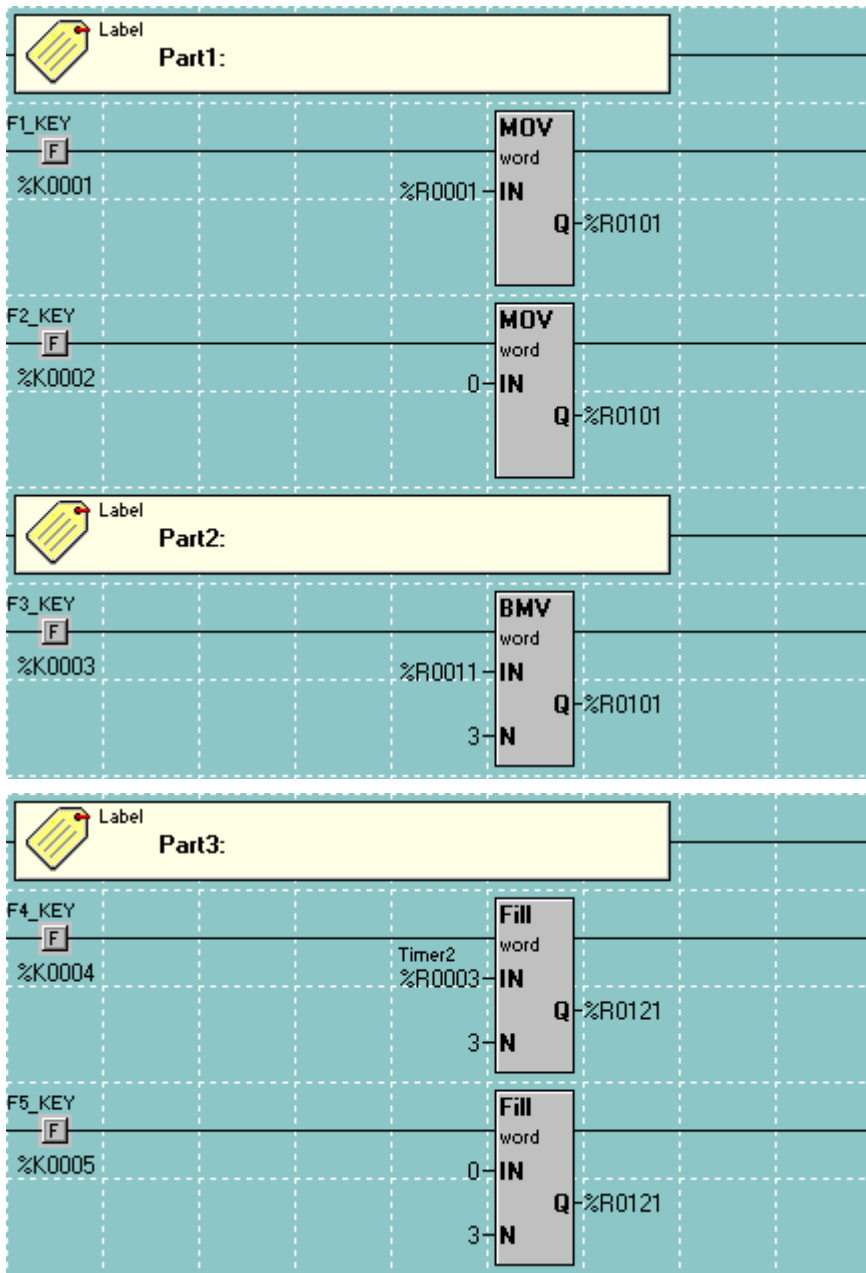 Label
Part1:
F1_KEY
F
%K0001
MOV
word
%R0001 IN
Q %R0101
F2_KEY
F
%K0002
MOV
word
0 IN
Q %R0101
Label
Part2:
F3_KEY
F
%K0003
BMV
word
%R0011 IN
Q %R0101
3 N
Label
Part3:
F4_KEY
F
%K0004
Fill
word
Timer2
%R0003 IN
Q %R0121
3 N
F5_KEY
F
%K0005
Fill
word
0 IN
Q %R0121
3 N